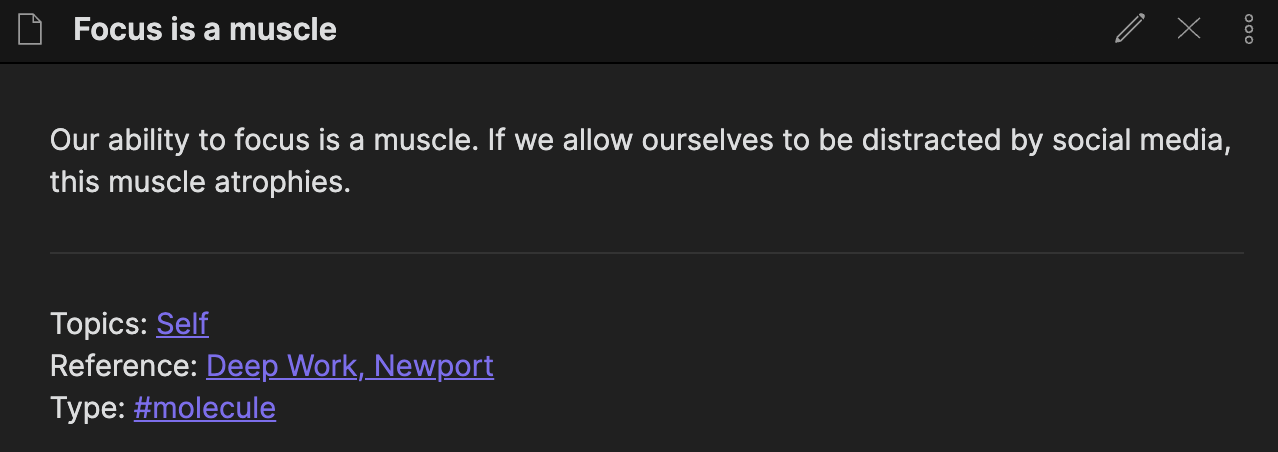 Focus is a muscle
Our ability to focus is a muscle. If we allow ourselves to be distracted by social media,
this muscle atrophies.
Topics: Self
Reference: Deep Work, Newport
Type: #molecule